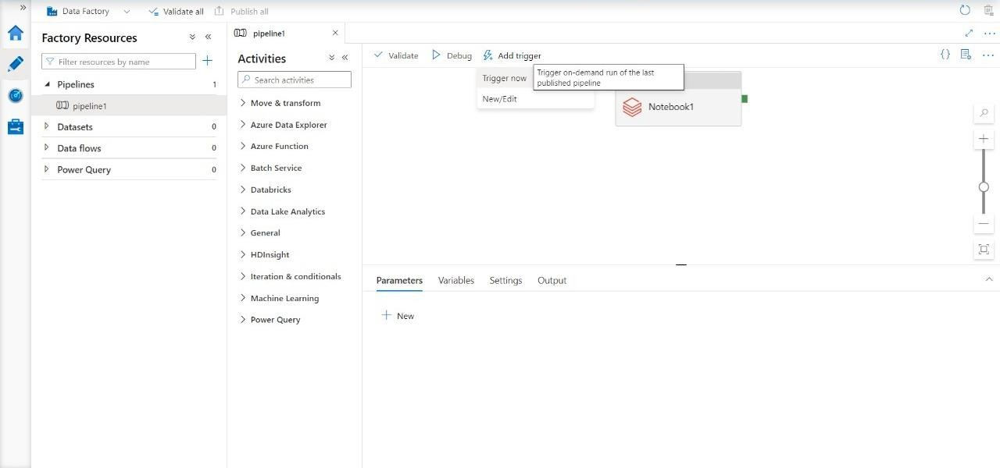 Data Factory
Validate all
Publish all
Factory Resources
Filter resources by name
Pipelines 1
pipeline1
Datasets 0
Data flows 0
Power Query 0
pipeline1
Activities
Search activities
Move & transform
Azure Data Explorer
Azure Function
Batch Service
Databricks
Data Lake Analytics
General
HDInsight
Iteration & conditionals
Machine Learning
Power Query
Validate
Debug
Add trigger
Trigger now
New/Edit
Trigger on-demand run of the last
published pipeline
Notebook1
Parameters
Variables
Settings
Output
New